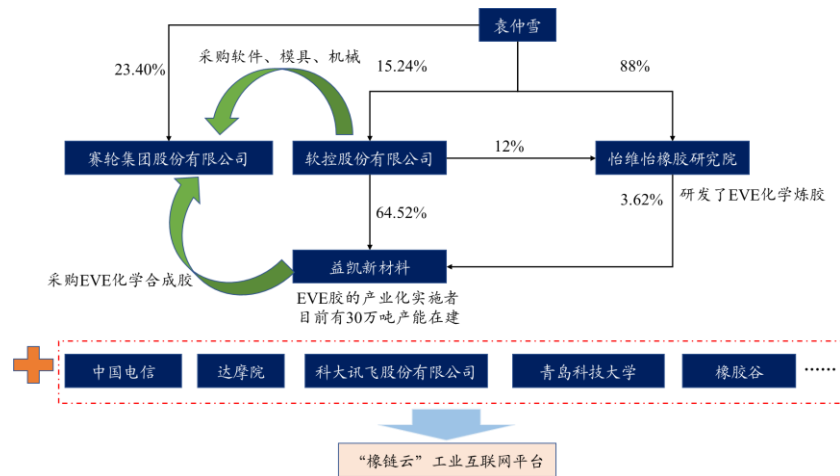 袁仲雪
采购软件、模具、机械
23.40%
15.24%
88%
赛轮集团股份有限公司
软控股份有限公司
12%
怡维怡橡胶研究院
64.52%
3.62%
研发了EVE化学炼胶
采购EVE化学合成胶
益凯新材料
EVE胶的产业化实施者
目前有30万吨产能在建
中国电信
达摩院
科大讯飞股份有限公司
青岛科技大学
橡胶谷
······
“橡链云”工业互联网平台